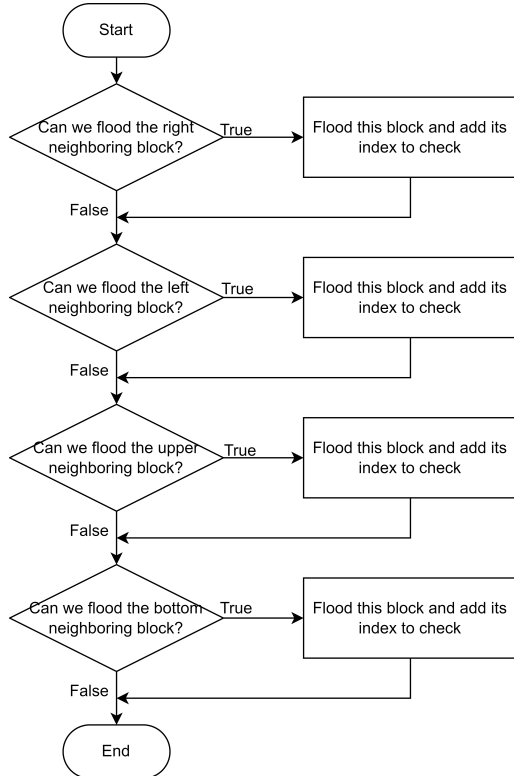 Start
Can we flood the right
neighboring block?
True
Flood this block and add its
index to check
False
Can we flood the left
neighboring block?
True
Flood this block and add its
index to check
False
Can we flood the upper
neighboring block?
True
Flood this block and add its
index to check
False
Can we flood the bottom
neighboring block?
True
Flood this block and add its
index to check
False
End